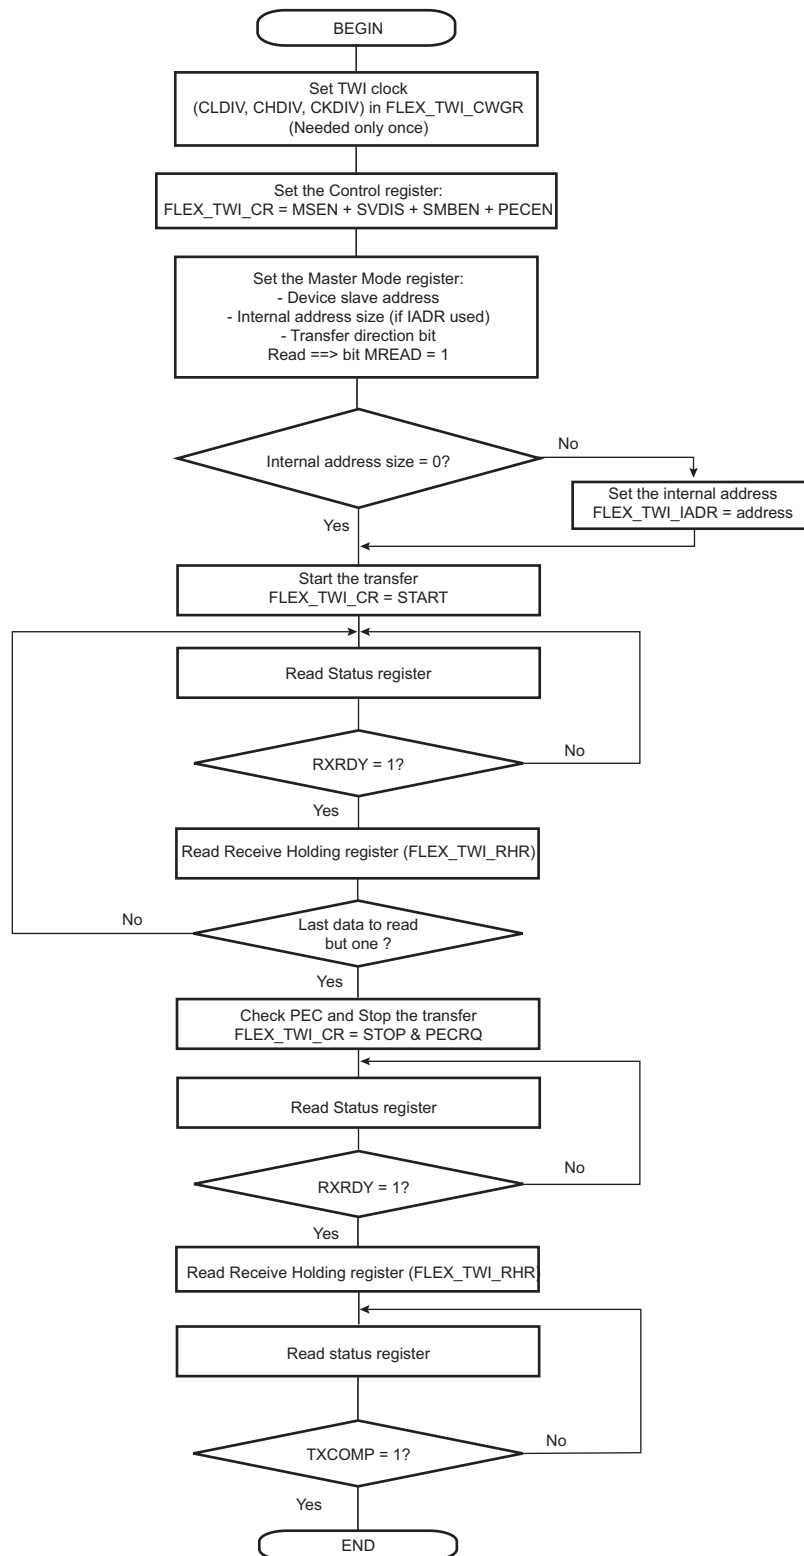 BEGIN
Set TWI clock
(CLDIV, CHDIV, CKDIV) in FLEX_TWI_CWGR
(Needed only once)
Set the Control register:
FLEX_TWI_CR = MSEN + SVDIS + SMBEN + PECEN
Set the Master Mode register:
- Device slave address
- Internal address size (if IADR used)
- Transfer direction bit
Read ==> bit MREAD = 1
Internal address size = 0?
No
Set the internal address
FLEX_TWI_IADR = address
Yes
Start the transfer
FLEX_TWI_CR = START
Read Status register
RXRDY = 1?
No
Yes
Read Receive Holding register (FLEX_TWI_RHR)
Last data to read
but one ?
No
Yes
Check PEC and Stop the transfer
FLEX_TWI_CR = STOP & PECRQ
Read Status register
RXRDY = 1?
No
Yes
Read Receive Holding register (FLEX_TWI_RHR)
Read status register
TXCOMP = 1?
No
Yes
END